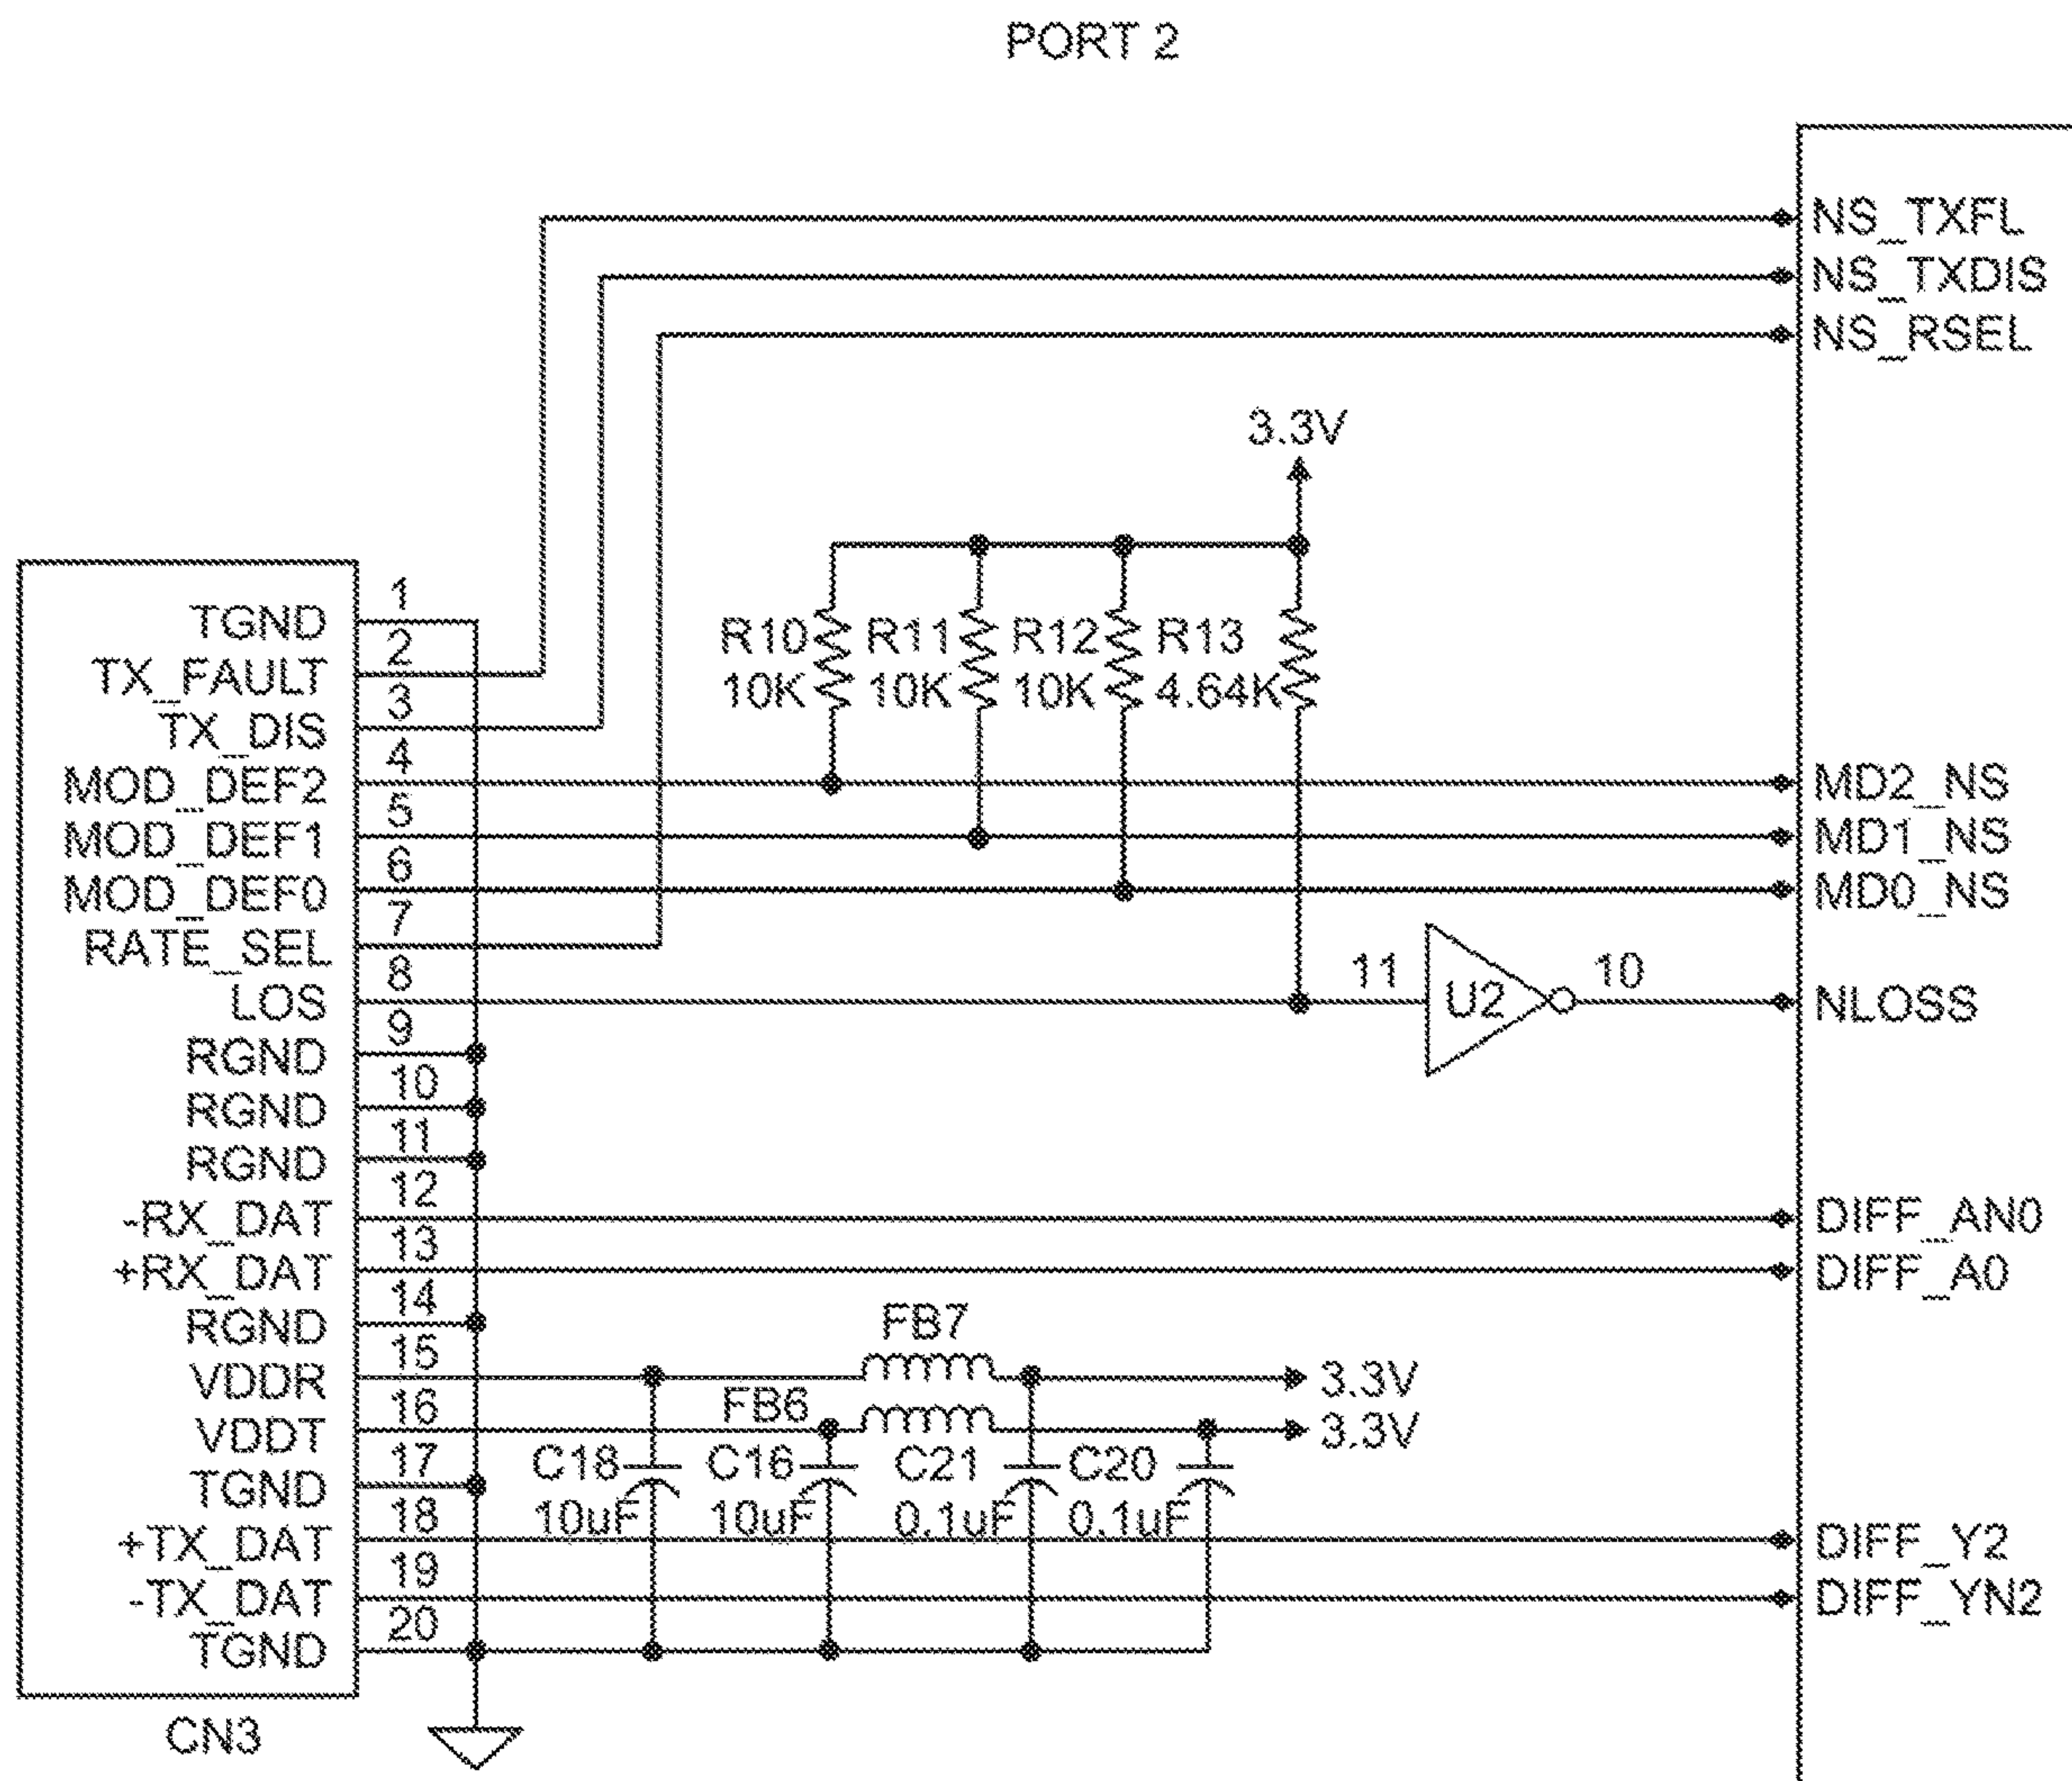 PORT 2
NS_TXFL
NS_TXDIS
NS_RSEL
3.3V
1
TGND
2
TX_FAULT
3
TX_DIS
4
MOD_DEF2
5
MOD_DEF1
6
MOD_DEF0
7
RATE_SEL
8
LOS
9
RGND
10
RGND
11
RGND
12
-RX_DAT
13
+RX_DAT
14
RGND
15
VDDR
16
VDDT
17
TGND
18
+TX_DAT
19
-TX_DAT
20
TGND
CN3
R10
10K
R11
10K
R12
10K
R13
4.64K
MD2_NS
MD1_NS
MD0_NS
11
U2
10
NLOSS
DIFF_AN0
DIFF_A0
FB7
3.3V
FB6
3.3V
C18
10uF
C16
10uF
C21
0.1uF
C20
0.1uF
DIFF_Y2
DIFF_YN2